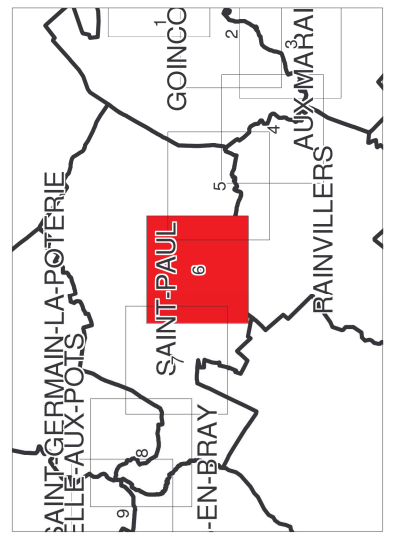 SAINT-GERMAIN-LA-POTERIE
ELLE-AUX-POTS
SAINT-PAUL
GOINCO
AUX-MARAI
RAINVILLERS
-EN-BRAY
1
2
3
4
5
6
7
8
9